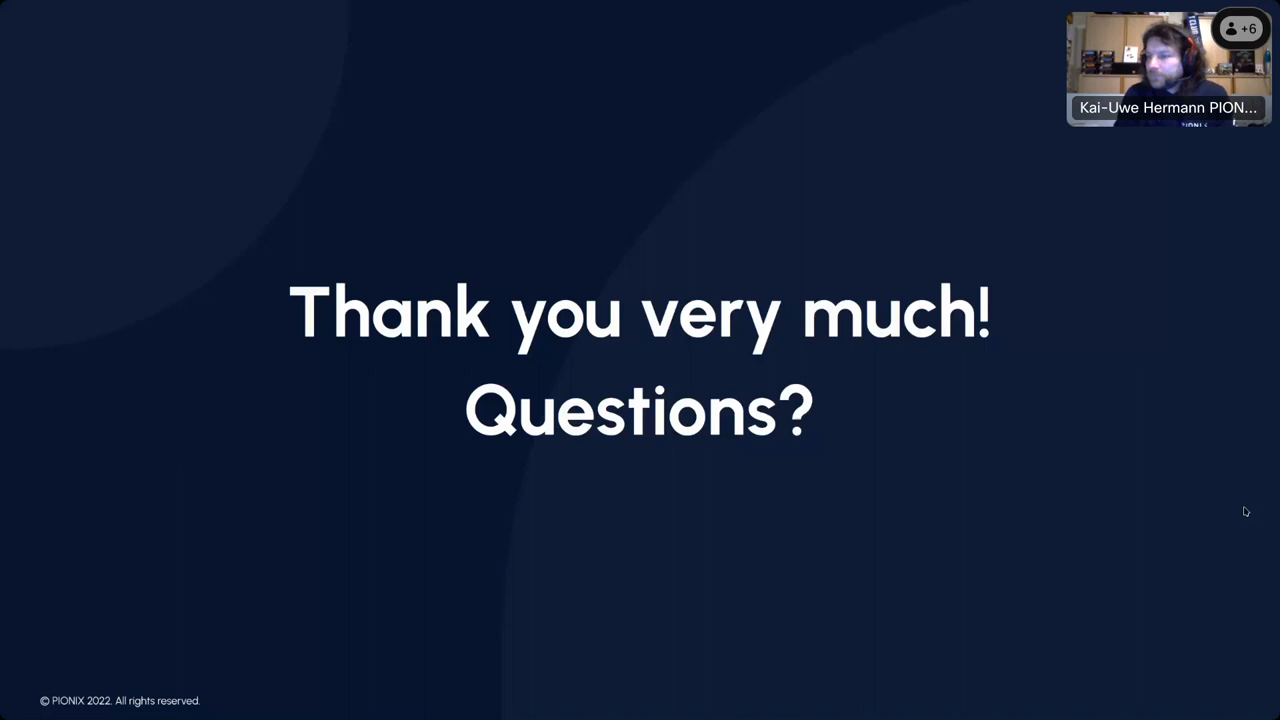 +6
Kai-Uwe Hermann PION...
Thank you very much!
Questions?
© PIONIX 2022. All rights reserved.